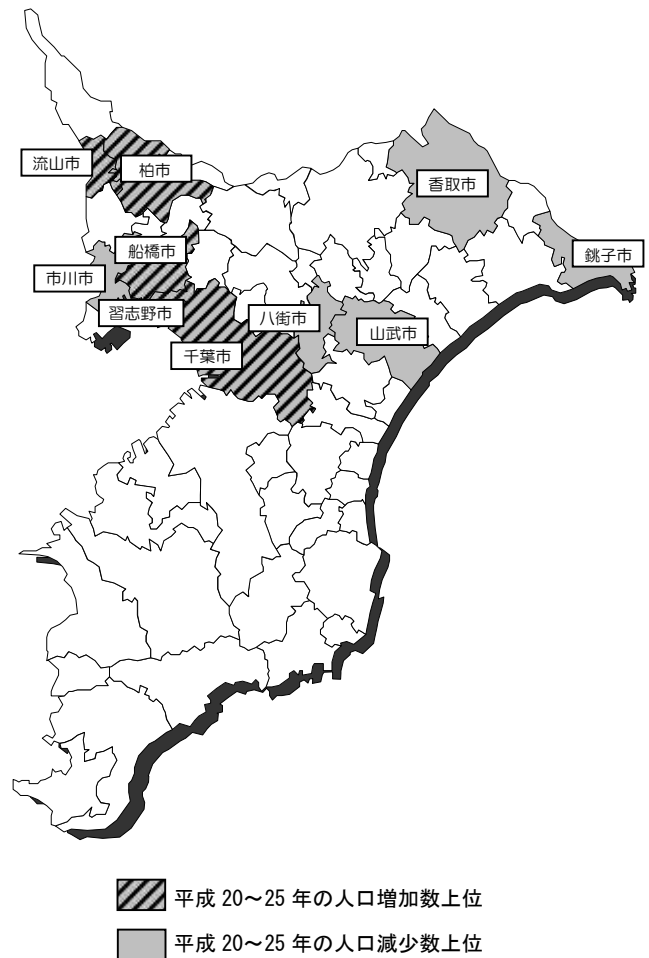 流山市
柏市
香取市
船橋市
銚子市
市川市
習志野市
八街市
山武市
千葉市
平成 20～25 年の人口増加数上位
平成 20～25 年の人口減少数上位